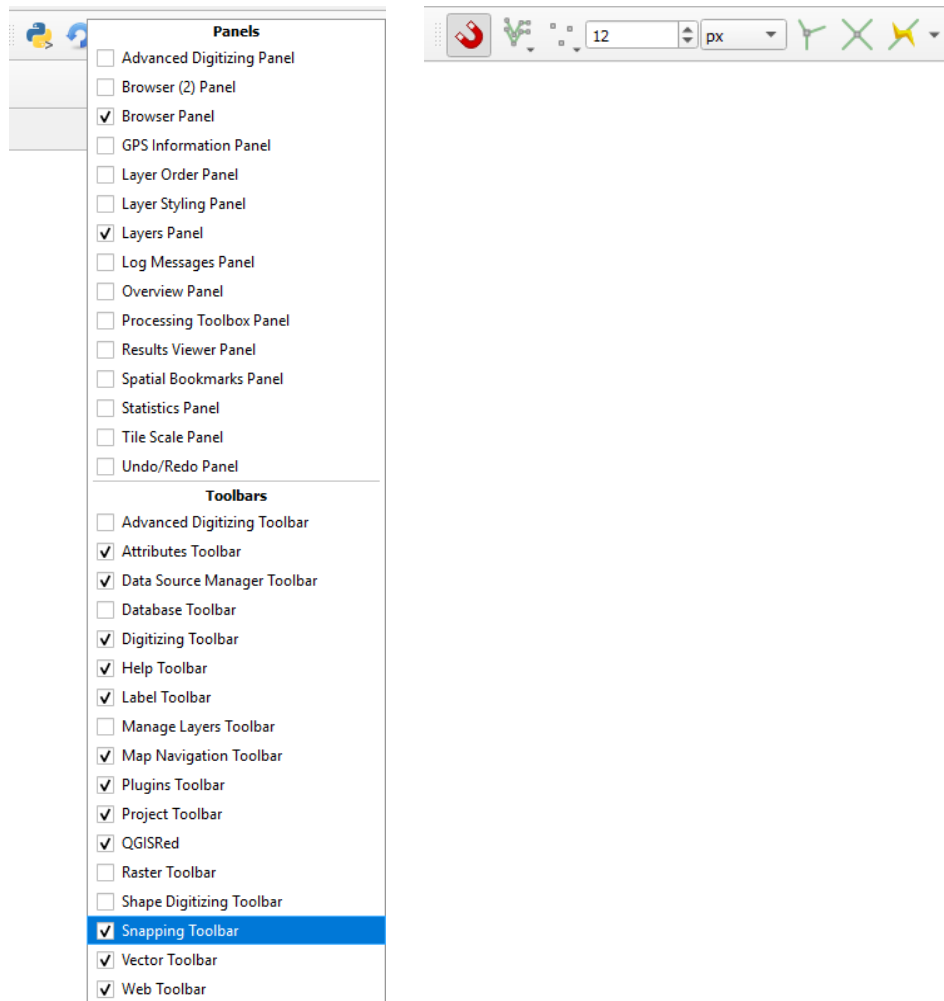 Panels
Advanced Digitizing Panel
Browser (2) Panel
Browser Panel
GPS Information Panel
Layer Order Panel
Layer Styling Panel
Layers Panel
Log Messages Panel
Overview Panel
Processing Toolbox Panel
Results Viewer Panel
Spatial Bookmarks Panel
Statistics Panel
Tile Scale Panel
Undo/Redo Panel
Toolbars
Advanced Digitizing Toolbar
Attributes Toolbar
Data Source Manager Toolbar
Database Toolbar
Digitizing Toolbar
Help Toolbar
Label Toolbar
Manage Layers Toolbar
Map Navigation Toolbar
Plugins Toolbar
Project Toolbar
QGISRed
Raster Toolbar
Shape Digitizing Toolbar
Snapping Toolbar
Vector Toolbar
Web Toolbar
12 px